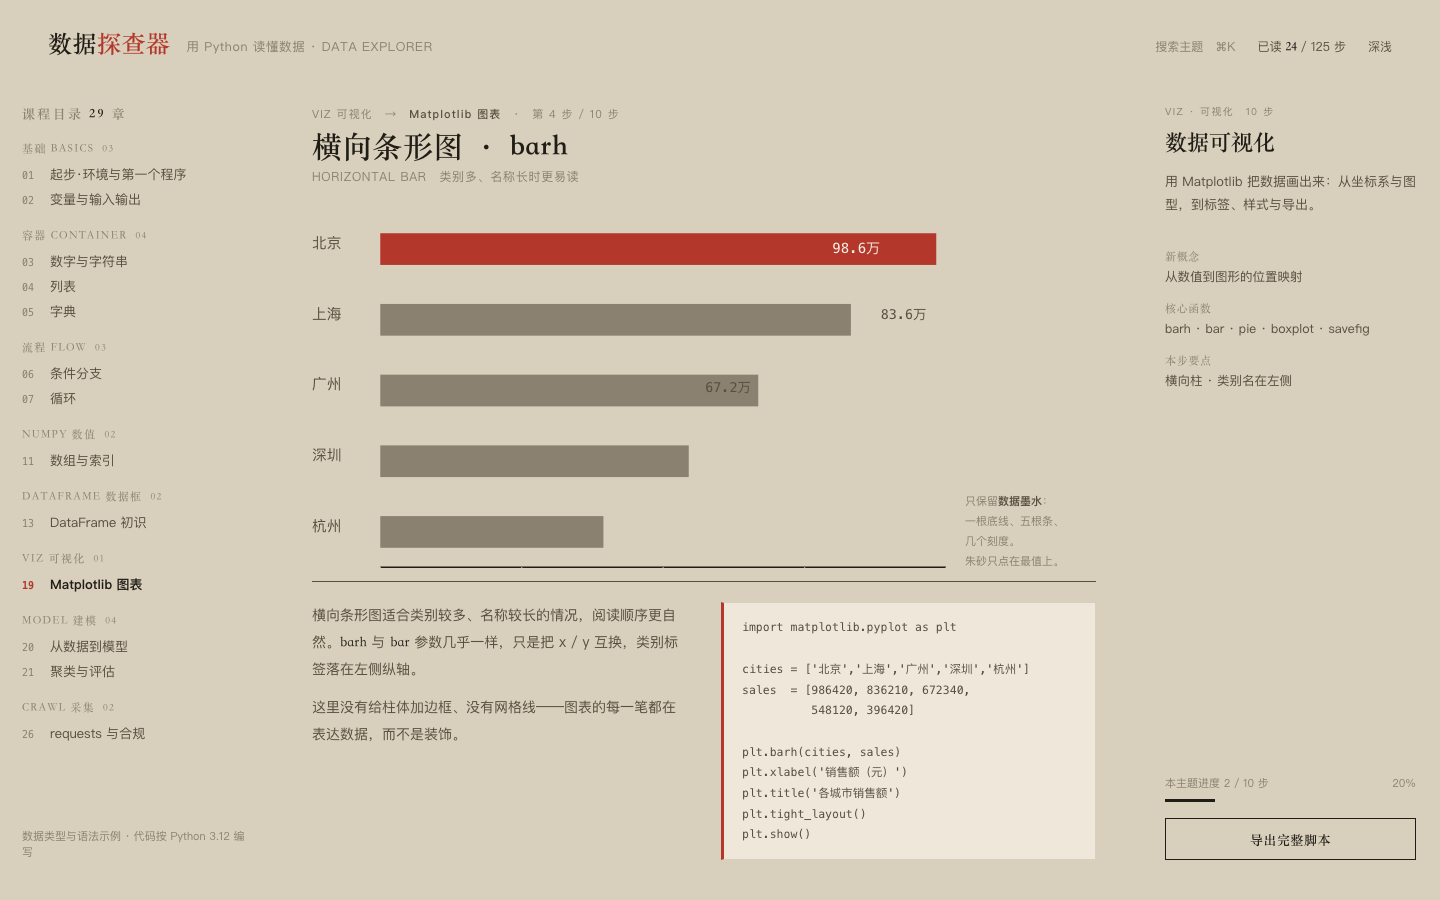 数据探查器 用 Python 读懂数据 · DATA EXPLORER
搜索主题 ⌘K 已读 24 / 125 步 深浅
课程目录 29 章
基础 BASICS 03
01 起步·环境与第一个程序
02 变量与输入输出
容器 CONTAINER 04
03 数字与字符串
04 列表
05 字典
流程 FLOW 03
06 条件分支
07 循环
NUMPY 数值 02
11 数组与索引
DATAFRAME 数据框 02
13 DataFrame 初识
VIZ 可视化 01
19 Matplotlib 图表
MODEL 建模 04
20 从数据到模型
21 聚类与评估
CRAWL 采集 02
26 requests 与合规
数据类型与语法示例 · 代码按 Python 3.12 编
写
VIZ 可视化 → Matplotlib 图表 · 第 4 步 / 10 步
横向条形图 · barh
HORIZONTAL BAR 类别多、名称长时更易读
北京 98.6万
上海 83.6万
广州 67.2万
深圳
杭州
只保留数据墨水：
一根底线、五根条、
几个刻度。
朱砂只点在最值上。
横向条形图适合类别较多、名称较长的情况，阅读顺序更自
然。barh 与 bar 参数几乎一样，只是把 x / y 互换，类别标
签落在左侧纵轴。
这里没有给柱体加边框、没有网格线——图表的每一笔都在
表达数据，而不是装饰。
import matplotlib.pyplot as plt
cities = ['北京','上海','广州','深圳','杭州']
sales  = [986420, 836210, 672340,
548120, 396420]
plt.barh(cities, sales)
plt.xlabel('销售额（元）')
plt.title('各城市销售额')
plt.tight_layout()
plt.show()
VIZ · 可视化 10 步
数据可视化
用 Matplotlib 把数据画出来：从坐标系与图
型，到标签、样式与导出。
新概念
从数值到图形的位置映射
核心函数
barh · bar · pie · boxplot · savefig
本步要点
横向柱 · 类别名在左侧
本主题进度 2 / 10 步 20%
导出完整脚本